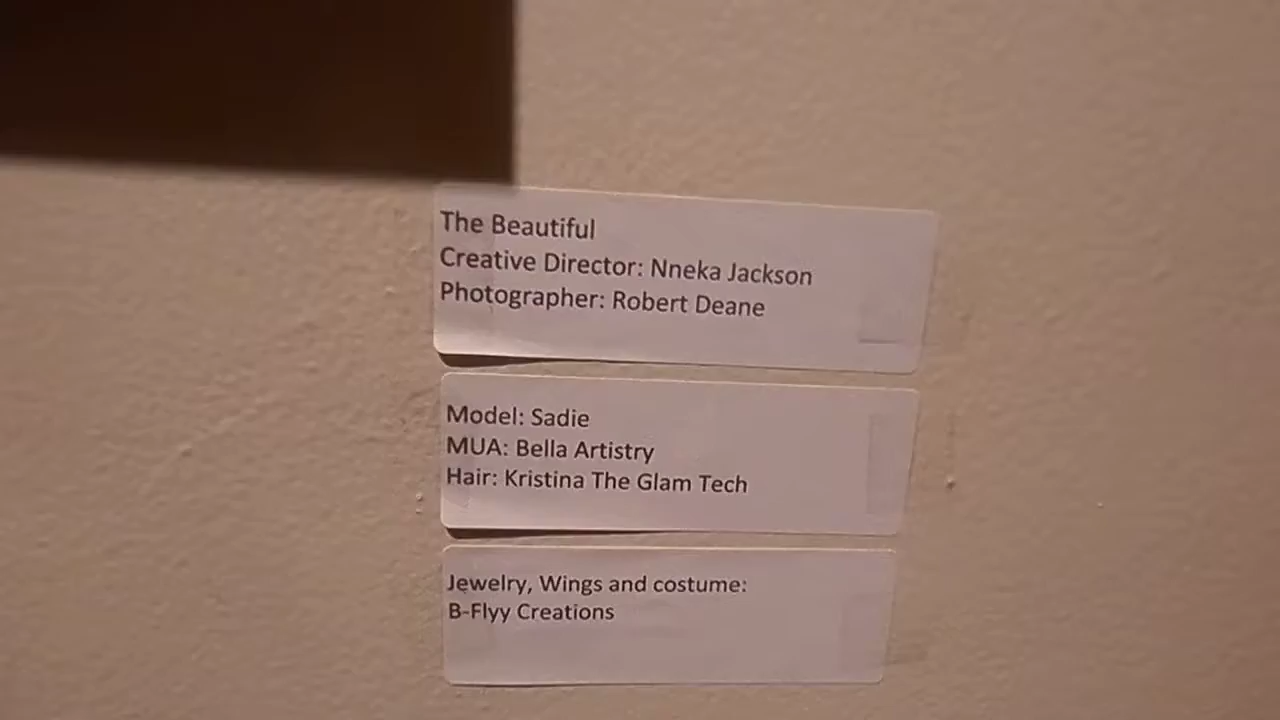 The Beautiful
Creative Director: Nneka Jackson
Photographer: Robert Deane
Model: Sadie
MUA: Bella Artistry
Hair: Kristina The Glam Tech
Jewelry, Wings and costume:
B-Flyy Creations